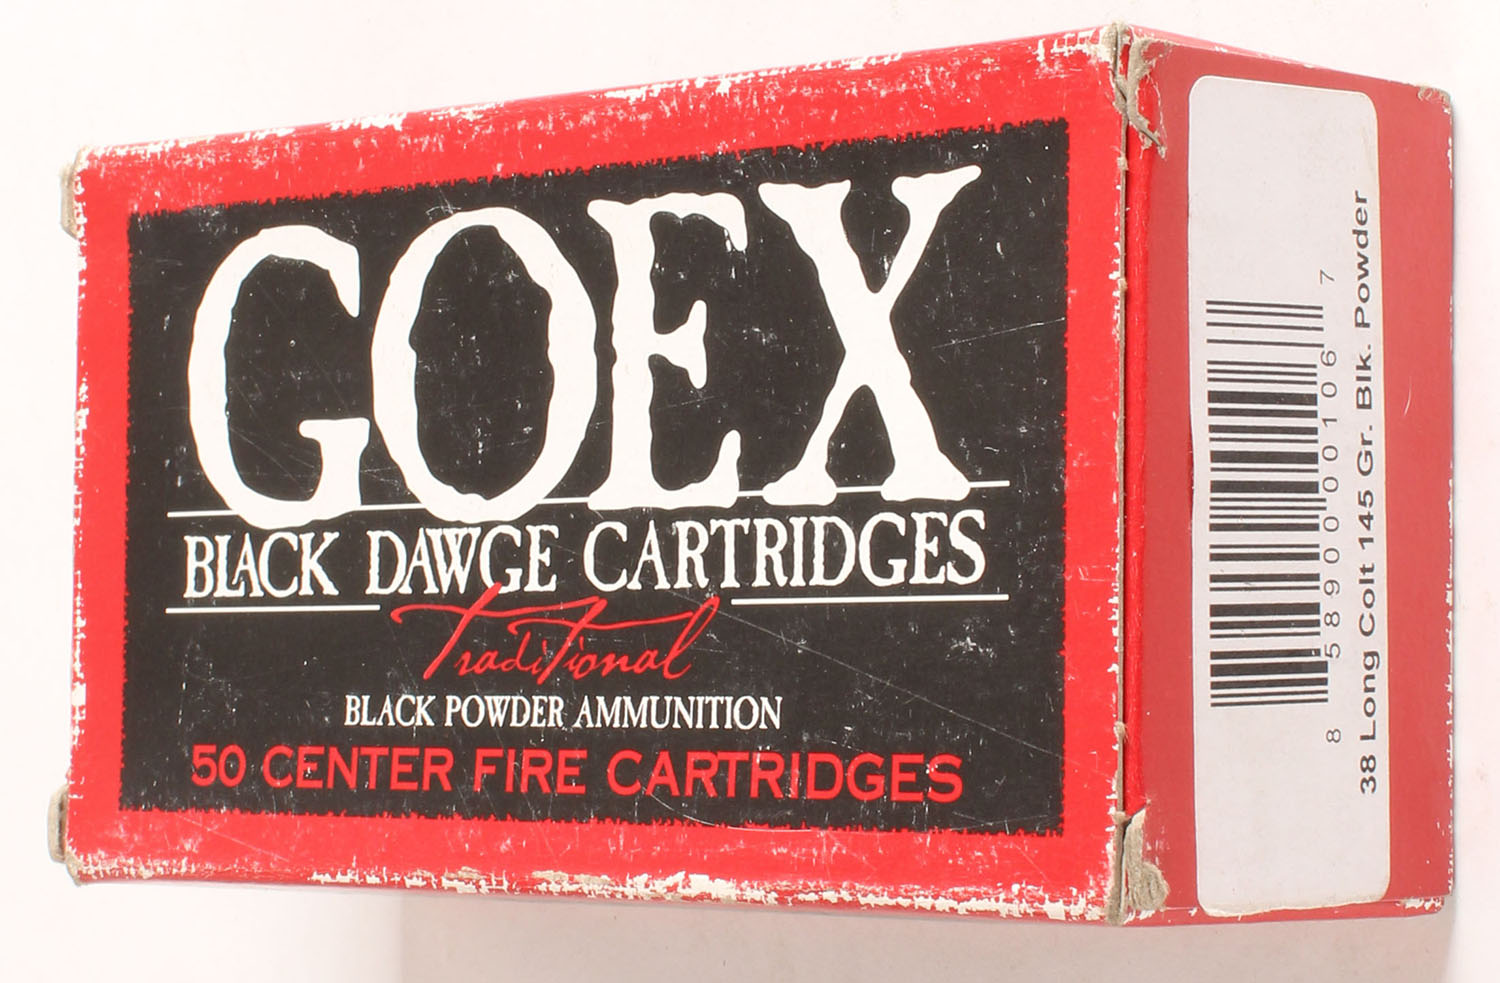 GOEX
BLACK DAWGE CARTRIDGES
Traditional
BLACK POWDER AMMUNITION
50 CENTER FIRE CARTRIDGES
8 58900 00106 7
38 Long Colt 145 Gr. Blk. Powder